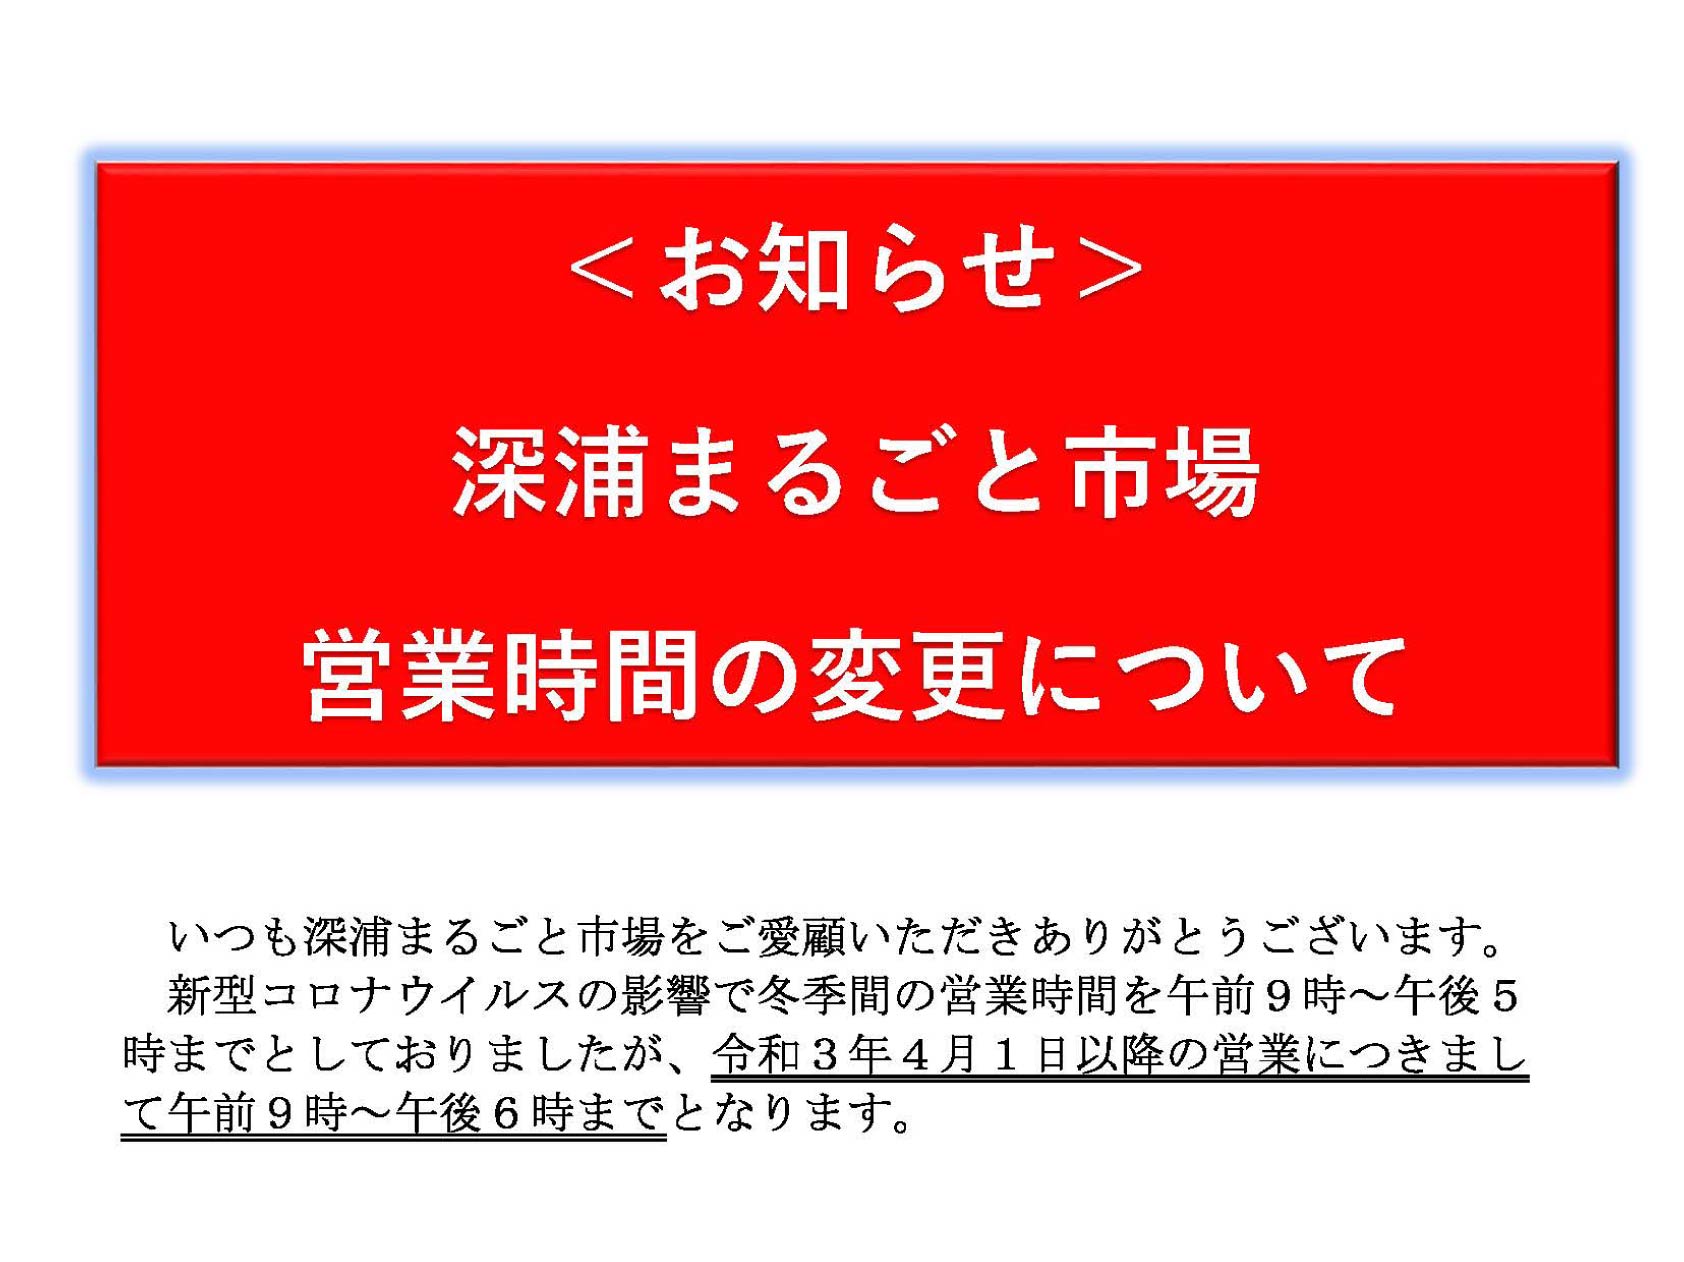 ＜お知らせ＞
深浦まるごと市場
営業時間の変更について
いつも深浦まるごと市場をご愛顧いただきありがとうございます。
新型コロナウイルスの影響で冬季間の営業時間を午前９時～午後５
時までとしておりましたが、令和３年４月１日以降の営業につきまし
て午前９時～午後６時までとなります。